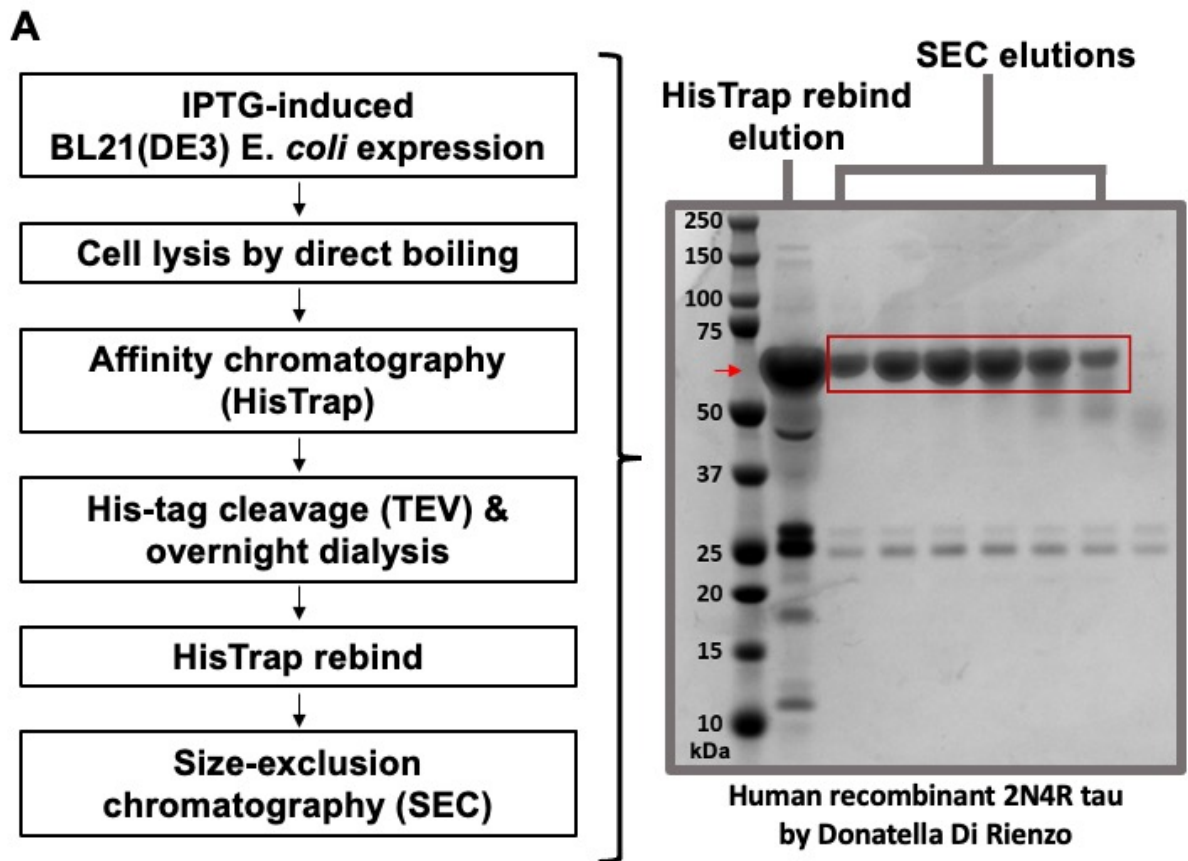 A
IPTG-induced
BL21(DE3) E. coli expression
Cell lysis by direct boiling
Affinity chromatography
(HisTrap)
His-tag cleavage (TEV) &
overnight dialysis
HisTrap rebind
Size-exclusion
chromatography (SEC)
SEC elutions
HisTrap rebind
elution
250
150
100
75
50
37
25
20
15
10
kDa
Human recombinant 2N4R tau
by Donatella Di Rienzo